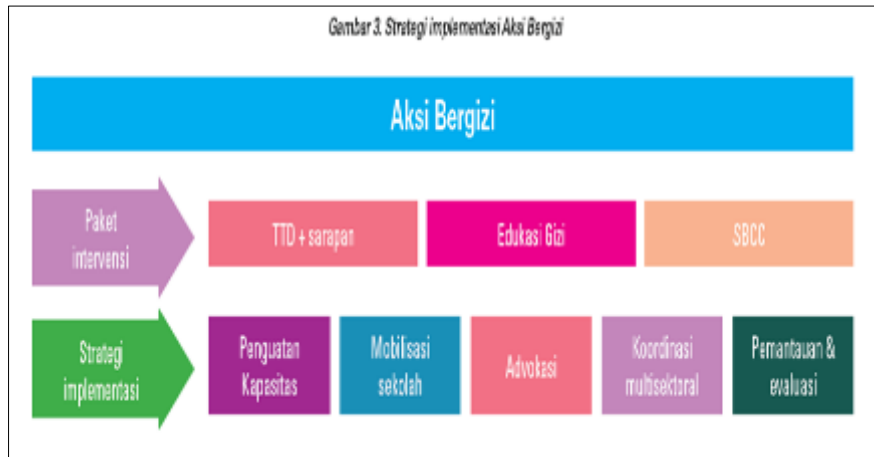 Gambar 3. Strategi implementasi Aksi Bergizi
Aksi Bergizi
Paket
intervensi
TTD + sarapan
Edukasi Gizi
SBCC
Strategi
implementasi
Penguatan
Kapasitas
Mobilisasi
sekolah
Advokasi
Koordinasi
multisektoral
Pemantauan &
evaluasi